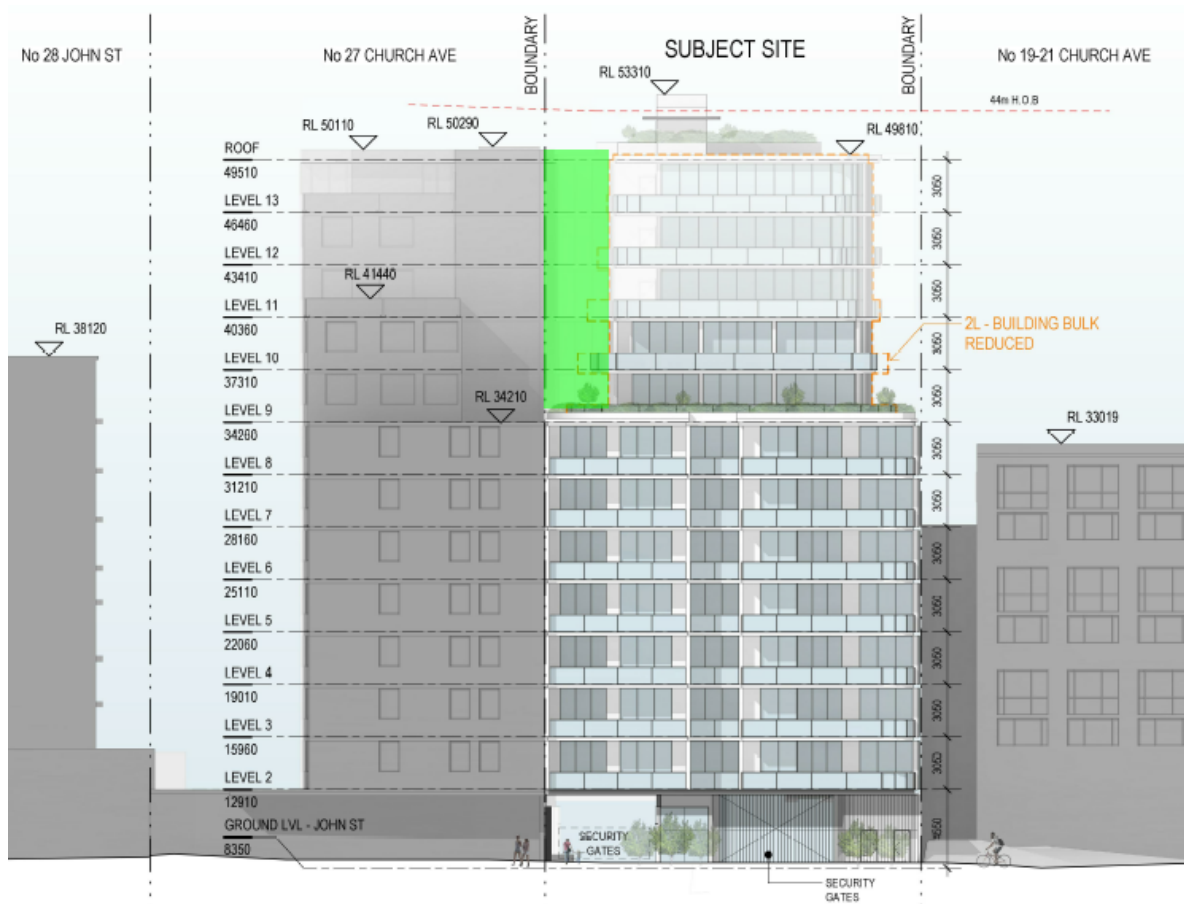 No 28 JOHN ST
No 27 CHURCH AVE
BOUNDARY
SUBJECT SITE
BOUNDARY
No 19-21 CHURCH AVE
RL 53310
44m H.O.B
RL 50110
RL 50290
RL 49810
ROOF
49510
LEVEL 13
46460
LEVEL 12
43410
LEVEL 11
40360
LEVEL 10
37310
LEVEL 9
34260
LEVEL 8
31210
LEVEL 7
28160
LEVEL 6
25110
LEVEL 5
22060
LEVEL 4
19010
LEVEL 3
15960
LEVEL 2
12910
GROUND LVL - JOHN ST
8350
RL 41440
RL 38120
RL 34210
RL 33019
2L - BUILDING BULK
REDUCED
3050
3050
3050
3050
3050
3050
3050
3050
3050
3050
3050
3050
SECURITY
GATES
SECURITY
GATES